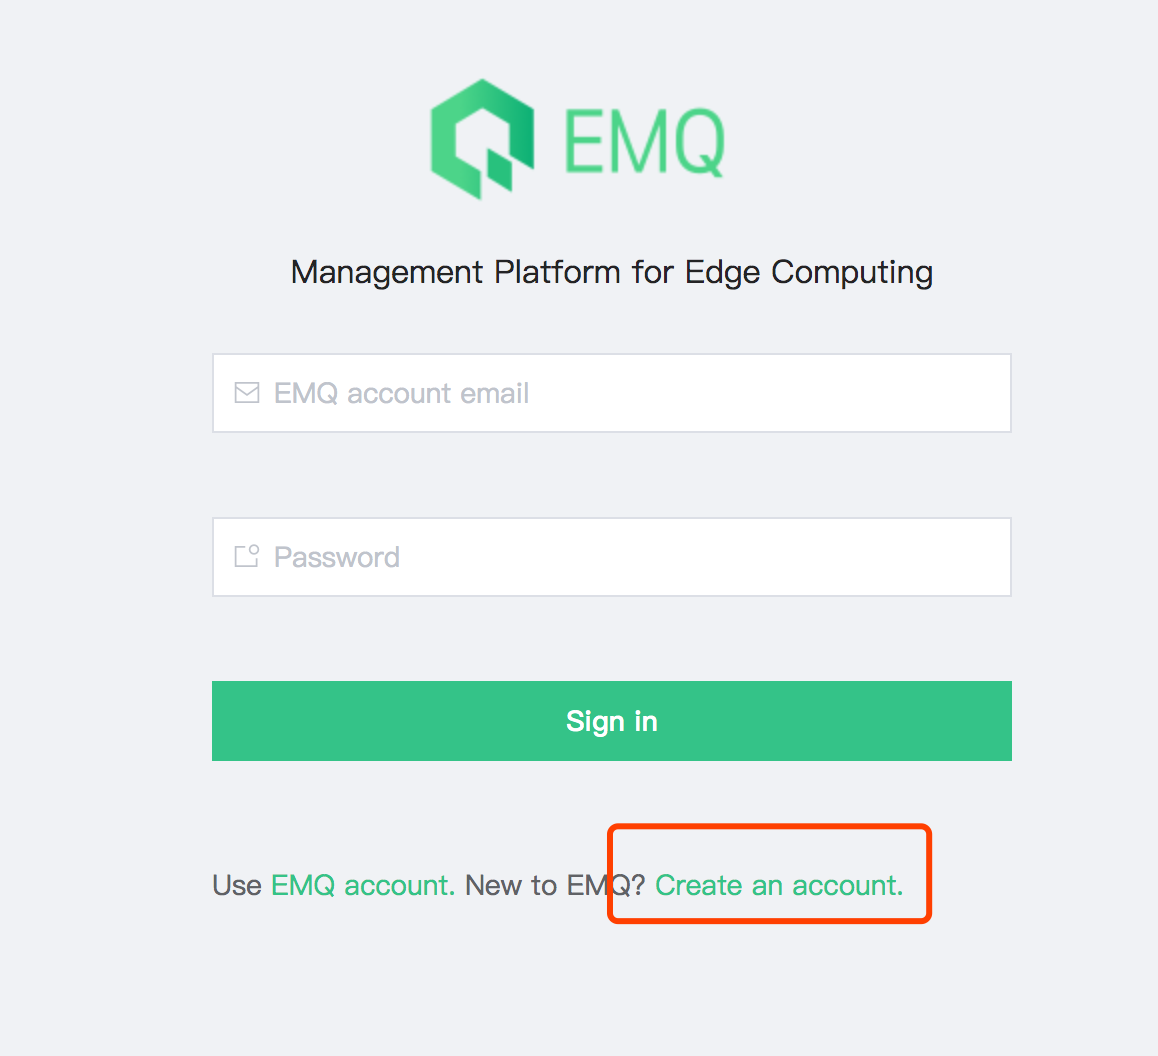 EMQ
Management Platform for Edge Computing
EMQ account email
Password
Sign in
Use EMQ account. New to EMQ? Create an account.